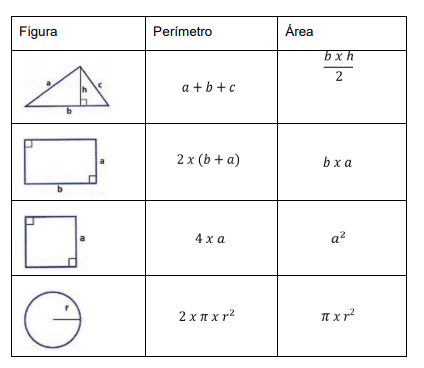 Figura Perímetro Área
a c h b a + b + c b x h / 2
a b 2 x (b + a) b x a
a 4 x a a²
r 2 x π x r² π x r²